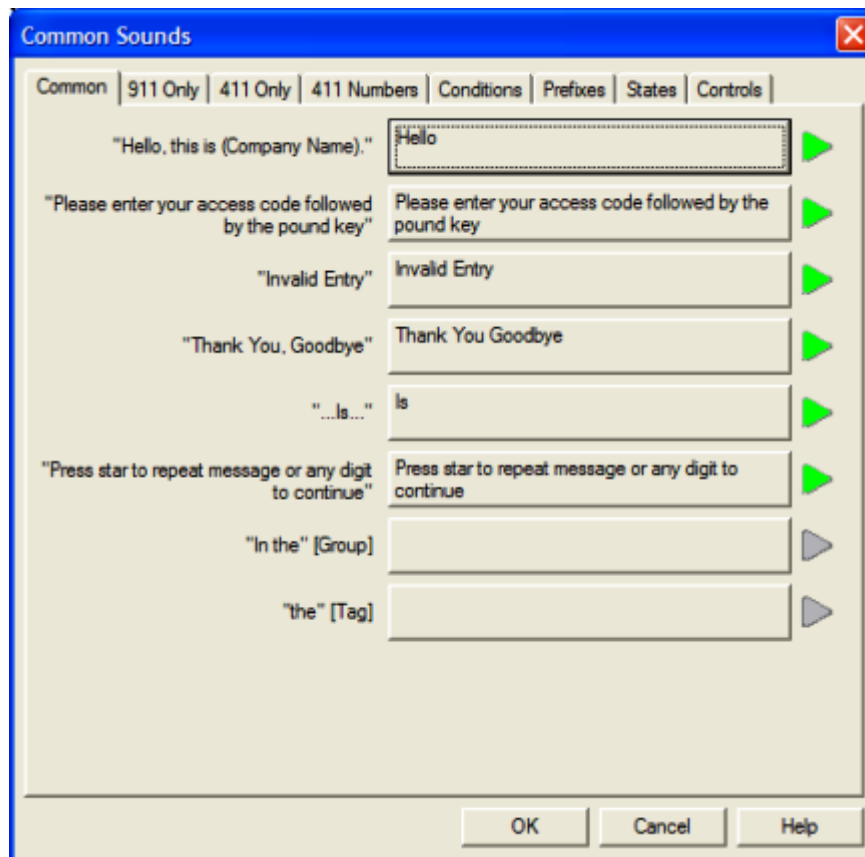 Common Sounds
Common 911 Only 411 Only 411 Numbers Conditions Prefixes States Controls
"Hello, this is (Company Name)."
Hello
"Please enter your access code followed
by the pound key"
Please enter your access code followed by the
pound key
"Invalid Entry"
Invalid Entry
"Thank You, Goodbye"
Thank You Goodbye
"...Is..."
Is
"Press star to repeat message or any digit
to continue"
Press star to repeat message or any digit to
continue
"In the" [Group]
"the" [Tag]
OK Cancel Help